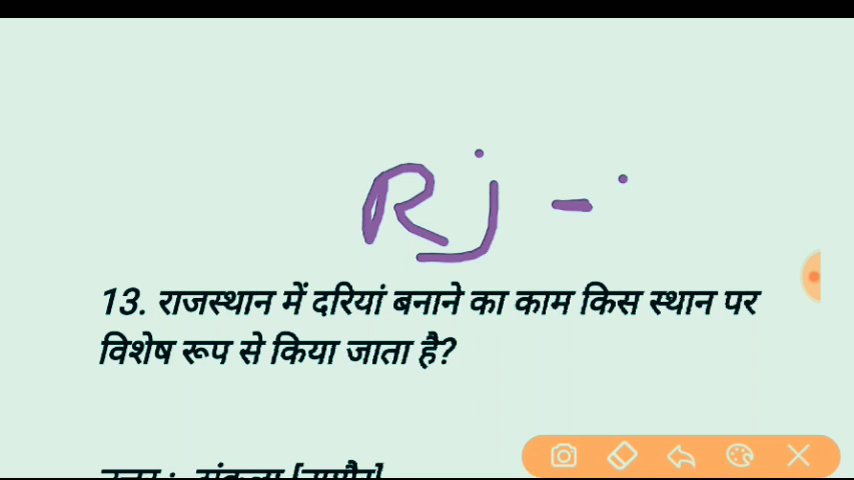 Rj -
13. राजस्थान में दरियां बनाने का काम किस स्थान पर
विशेष रूप से किया जाता है?